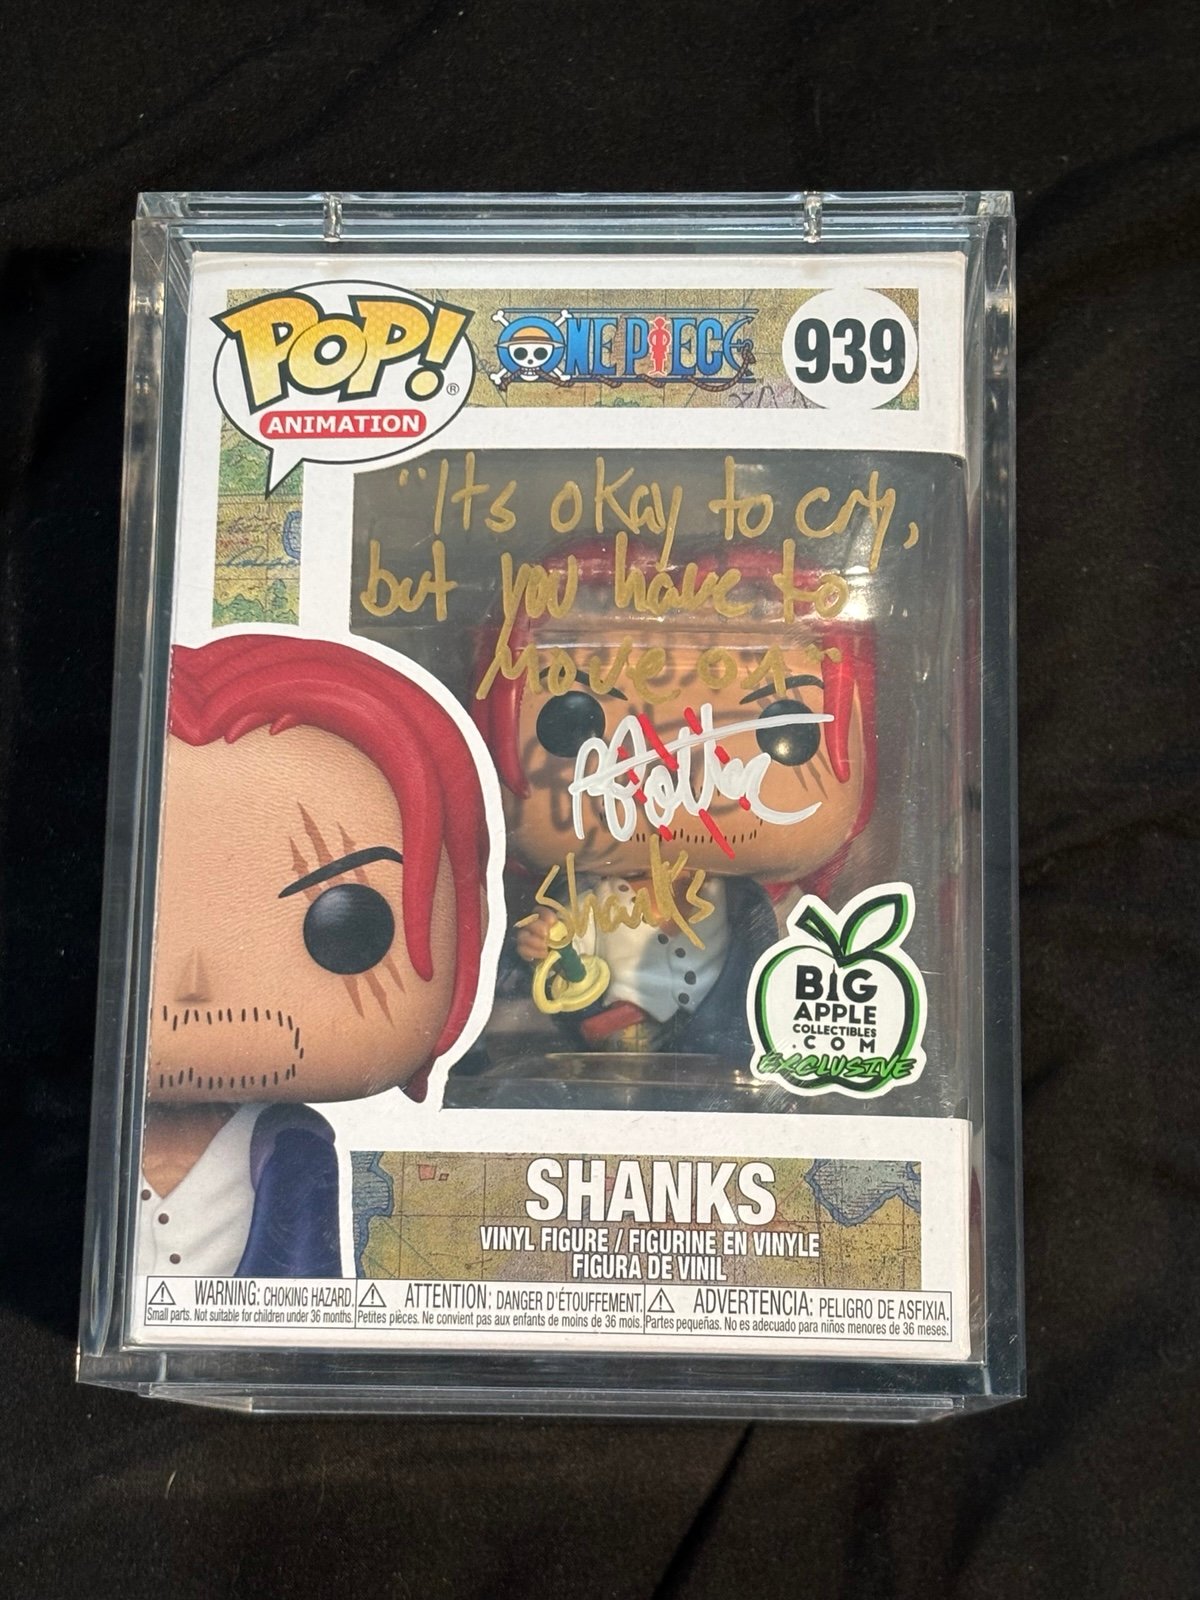 POP! ®
ANIMATION
ONE PIECE
939
"Its okay to cry,
but you have to
Move on"
-Shanks
BIG
APPLE
COLLECTIBLES
.COM
EXCLUSIVE
SHANKS
VINYL FIGURE / FIGURINE EN VINYLE
FIGURA DE VINIL
WARNING: CHOKING HAZARD.
Small parts. Not suitable for children under 36 months.
ATTENTION: DANGER D'ÉTOUFFEMENT.
Petites pièces. Ne convient pas aux enfants de moins de 36 mois.
ADVERTENCIA: PELIGRO DE ASFIXIA.
Partes pequeñas. No es adecuado para niños menores de 36 meses.